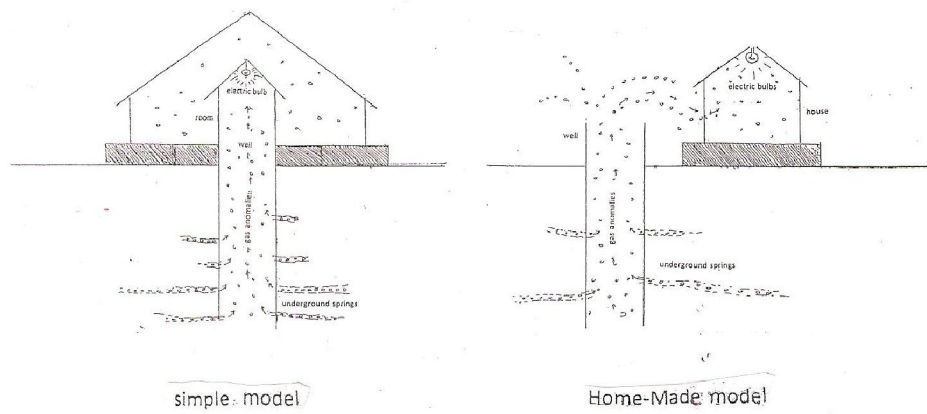 electric bulb
room
well
gas anomalies
underground springs
simple model
electric bulbs
house
well
gas anomalies
underground springs
Home-Made model